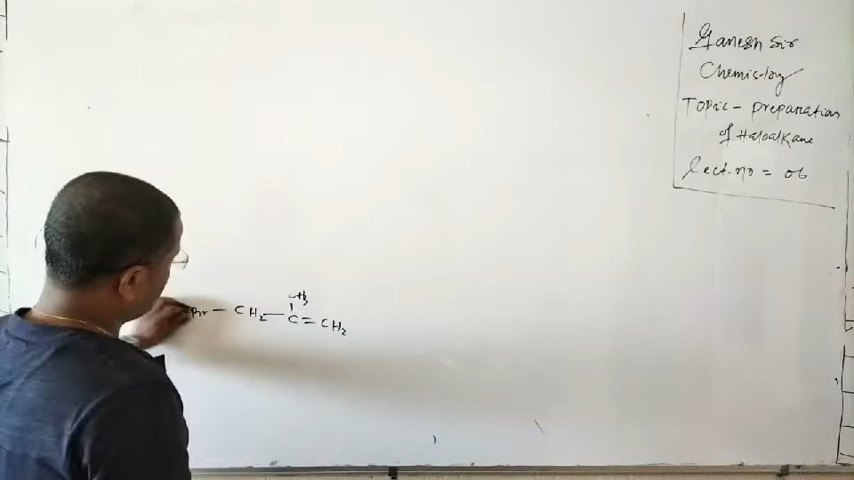 Ganesh Sir
Chemistry
Topic - preparation
of Haloalkane
Lect. no = 06
CH3
Br - CH2 - C = CH2